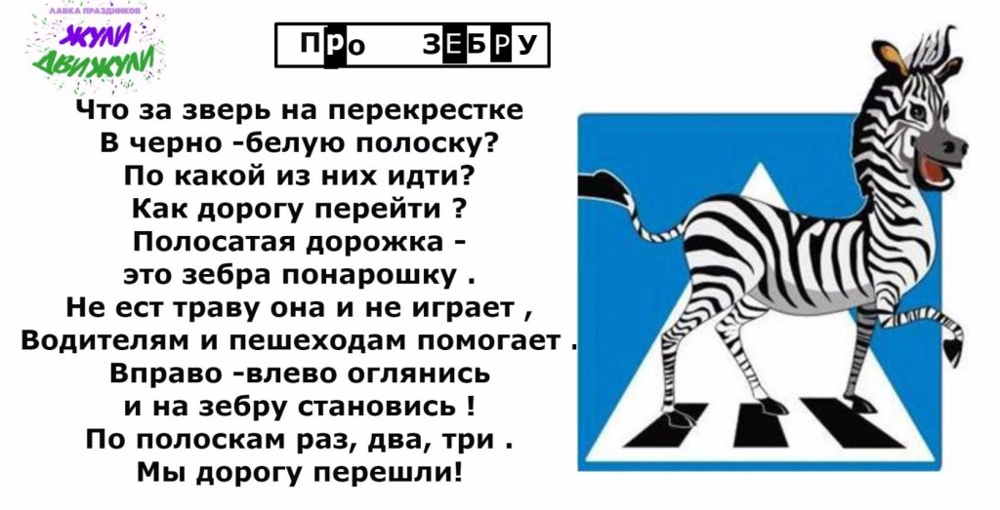 ЛАВКА ПРАЗДНИКОВ
ЖУЛИ
ДВИЖУЛИ
Про ЗЕБРУ
Что за зверь на перекрестке
В черно -белую полоску?
По какой из них идти?
Как дорогу перейти ?
Полосатая дорожка -
это зебра понарошку .
Не ест траву она и не играет ,
Водителям и пешеходам помогает .
Вправо -влево оглянись
и на зебру становись !
По полоскам раз, два, три .
Мы дорогу перешли!